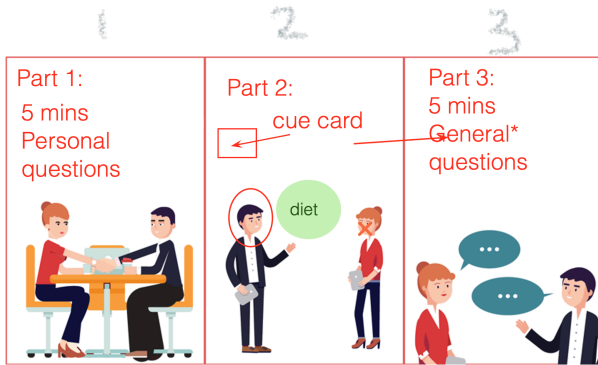 1 2 3
Part 1:
5 mins
Personal
questions
Part 2:
cue card
diet
Part 3:
5 mins
General*
questions